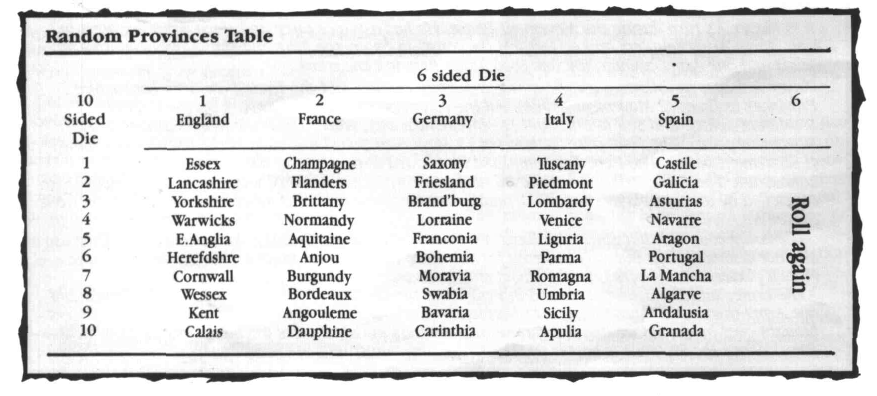 Random Provinces Table
6 sided Die
10 1 2 3 4 5 6
Sided England France Germany Italy Spain
Die
1 Essex Champagne Saxony Tuscany Castile
2 Lancashire Flanders Friesland Piedmont Galicia
3 Yorkshire Brittany Brand'burg Lombardy Asturias
4 Warwicks Normandy Lorraine Venice Navarre
5 E.Anglia Aquitaine Franconia Liguria Aragon
6 Herefdshre Anjou Bohemia Parma Portugal
7 Cornwall Burgundy Moravia Romagna La Mancha
8 Wessex Bordeaux Swabia Umbria Algarve
9 Kent Angouleme Bavaria Sicily Andalusia
10 Calais Dauphine Carinthia Apulia Granada
Roll again